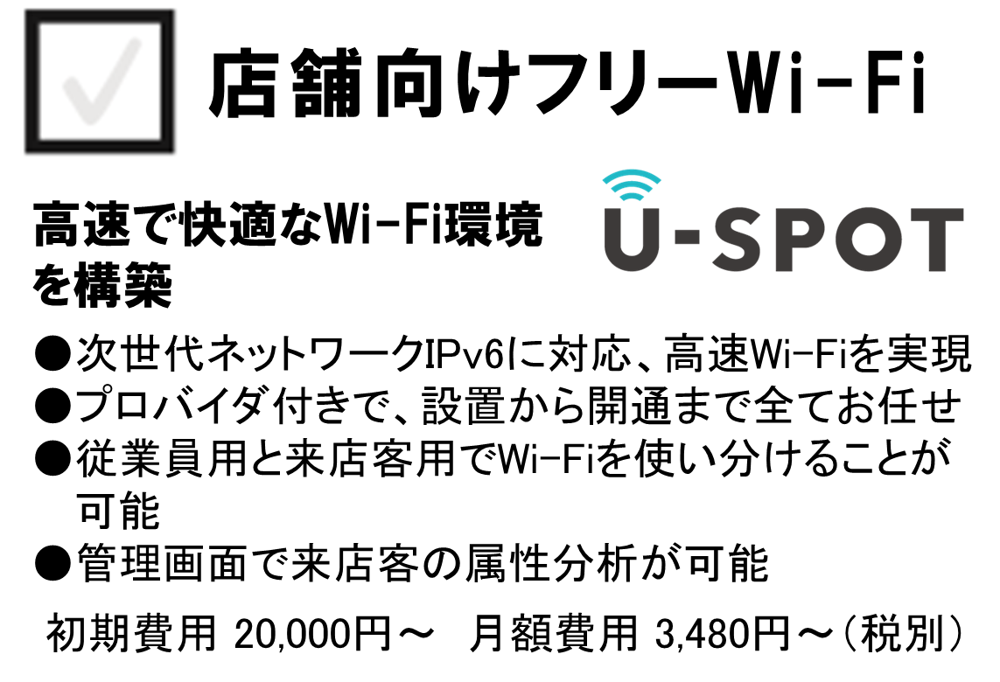 店舗向けフリーWi-Fi
U-SPOT
高速で快適なWi-Fi環境
を構築
●次世代ネットワークIPv6に対応、高速Wi-Fiを実現
●プロバイダ付きで、設置から開通まで全てお任せ
●従業員用と来店客用でWi-Fiを使い分けることが
可能
●管理画面で来店客の属性分析が可能
初期費用 20,000円～ 月額費用 3,480円～（税別）